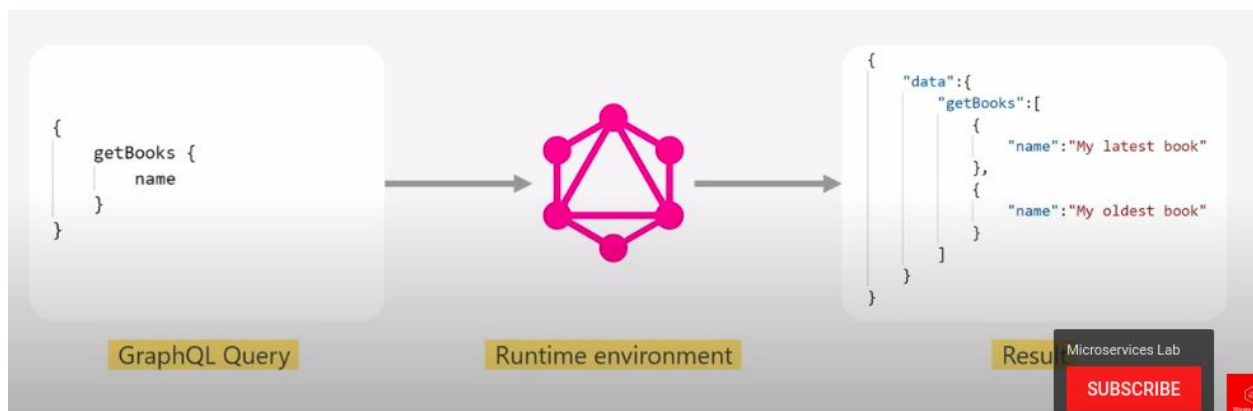 {
getBooks {
name
}
}
{
"data":{
"getBooks":[
{
"name":"My latest book"
},
{
"name":"My oldest book"
}
]
}
}
GraphQL Query
Runtime environment
Result
Microservices Lab
SUBSCRIBE